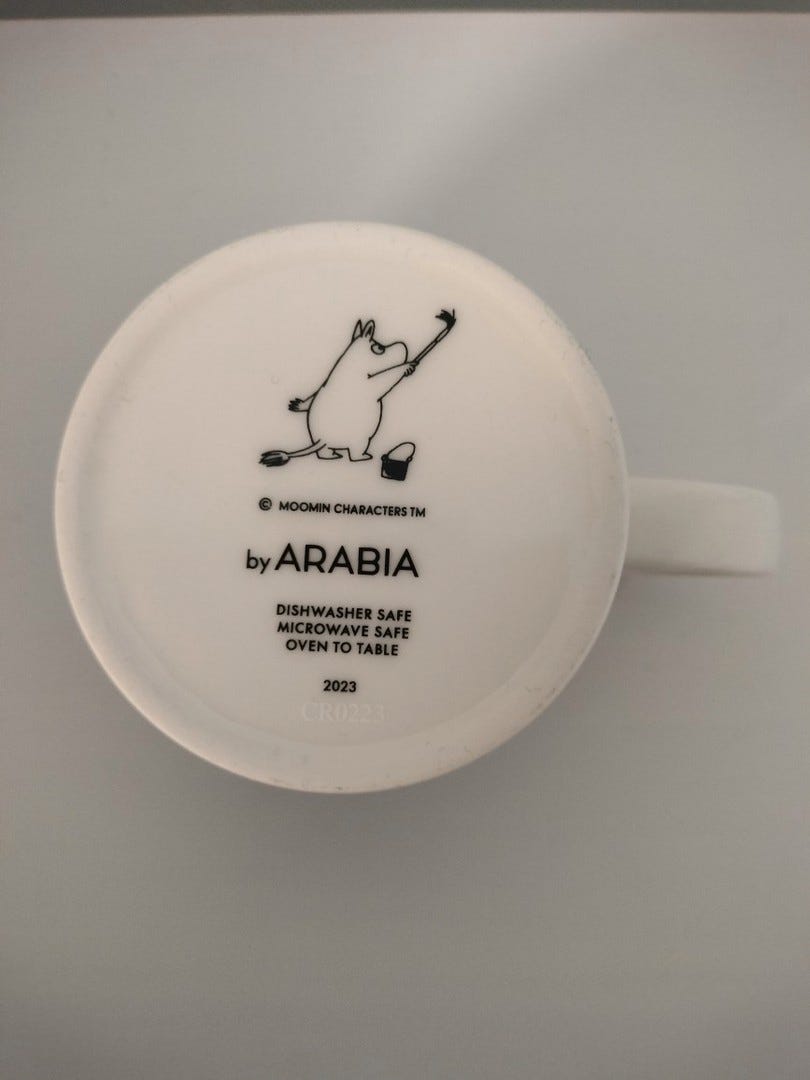 © MOOMIN CHARACTERS TM
by ARABIA
DISHWASHER SAFE
MICROWAVE SAFE
OVEN TO TABLE
2023
CR0223